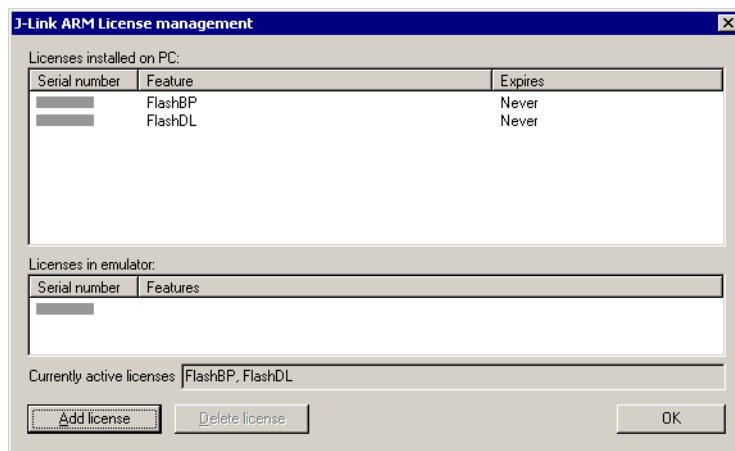 J-Link ARM License management
Licenses installed on PC:
Serial number Feature Expires
FlashBP Never
FlashDL Never
Licenses in emulator:
Serial number Features
Currently active licenses FlashBP, FlashDL
Add license Delete license OK